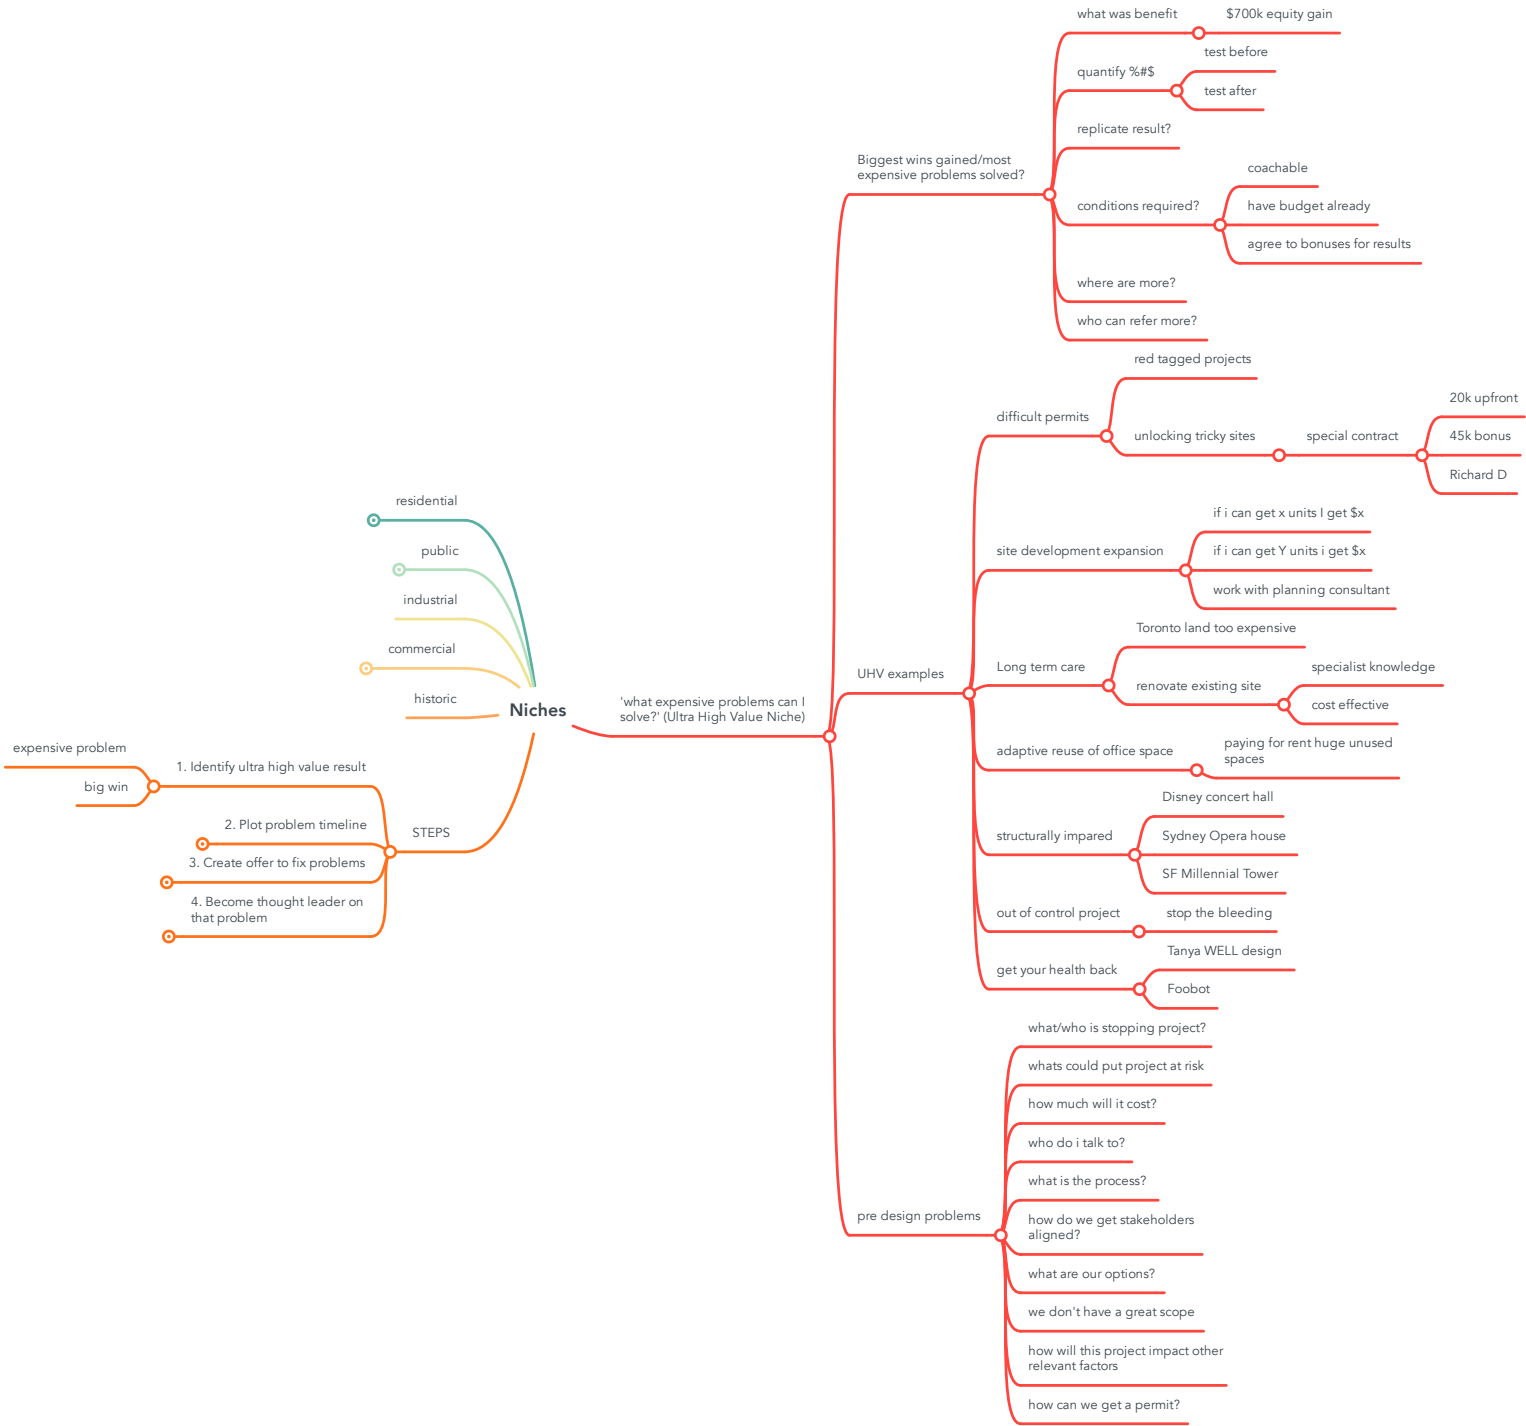 Niches
residential
public
industrial
commercial
historic
STEPS
1. Identify ultra high value result
expensive problem
big win
2. Plot problem timeline
3. Create offer to fix problems
4. Become thought leader on
that problem
'what expensive problems can I
solve?' (Ultra High Value Niche)
Biggest wins gained/most
expensive problems solved?
what was benefit
$700k equity gain
quantify %#$
test before
test after
replicate result?
conditions required?
coachable
have budget already
agree to bonuses for results
where are more?
who can refer more?
UHV examples
difficult permits
red tagged projects
unlocking tricky sites
special contract
20k upfront
45k bonus
Richard D
site development expansion
if i can get x units I get $x
if i can get Y units i get $x
work with planning consultant
Long term care
Toronto land too expensive
renovate existing site
specialist knowledge
cost effective
adaptive reuse of office space
paying for rent huge unused
spaces
structurally impared
Disney concert hall
Sydney Opera house
SF Millennial Tower
out of control project
stop the bleeding
get your health back
Tanya WELL design
Foobot
pre design problems
what/who is stopping project?
whats could put project at risk
how much will it cost?
who do i talk to?
what is the process?
how do we get stakeholders
aligned?
what are our options?
we don't have a great scope
how will this project impact other
relevant factors
how can we get a permit?